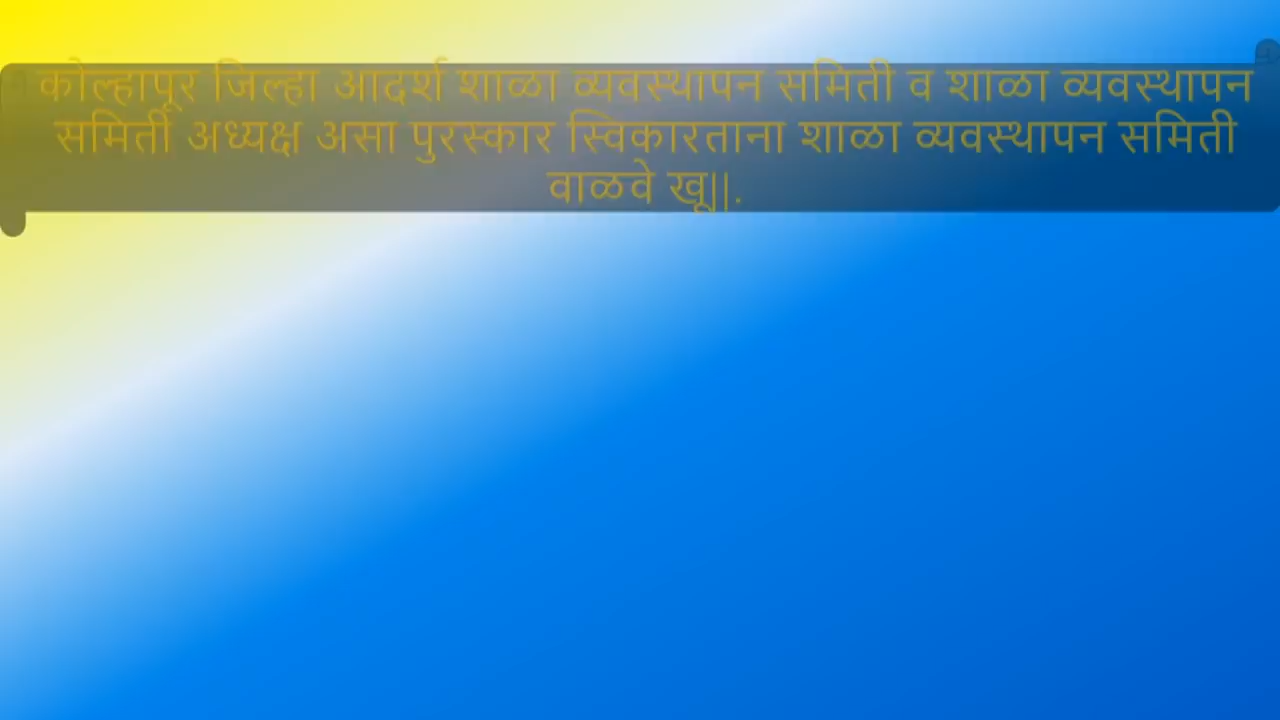 कोल्हापूर जिल्हा आदर्श शाळा व्यवस्थापन समिती व शाळा व्यवस्थापन
समिती अध्यक्ष असा पुरस्कार स्विकारताना शाळा व्यवस्थापन समिती
वाळवे खू||.